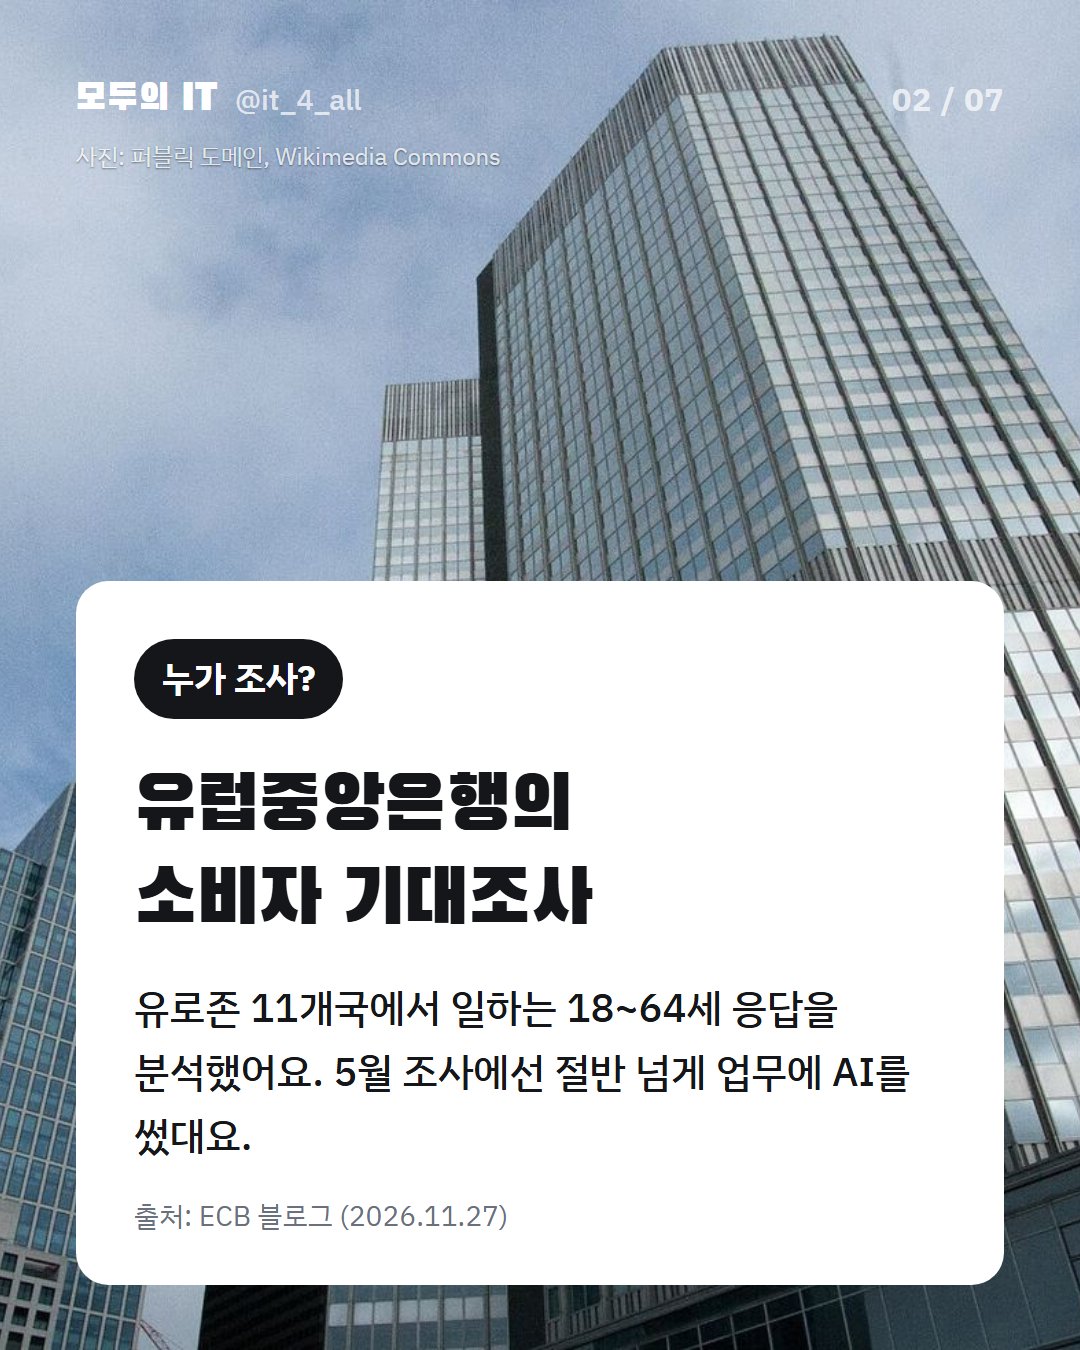 모두의 IT @it_4_all
02 / 07
사진: 퍼블릭 도메인, Wikimedia Commons
누가 조사?
유럽중앙은행의
소비자 기대조사
유로존 11개국에서 일하는 18~64세 응답을
분석했어요. 5월 조사에선 절반 넘게 업무에 AI를
썼대요.
출처: ECB 블로그 (2026.11.27)